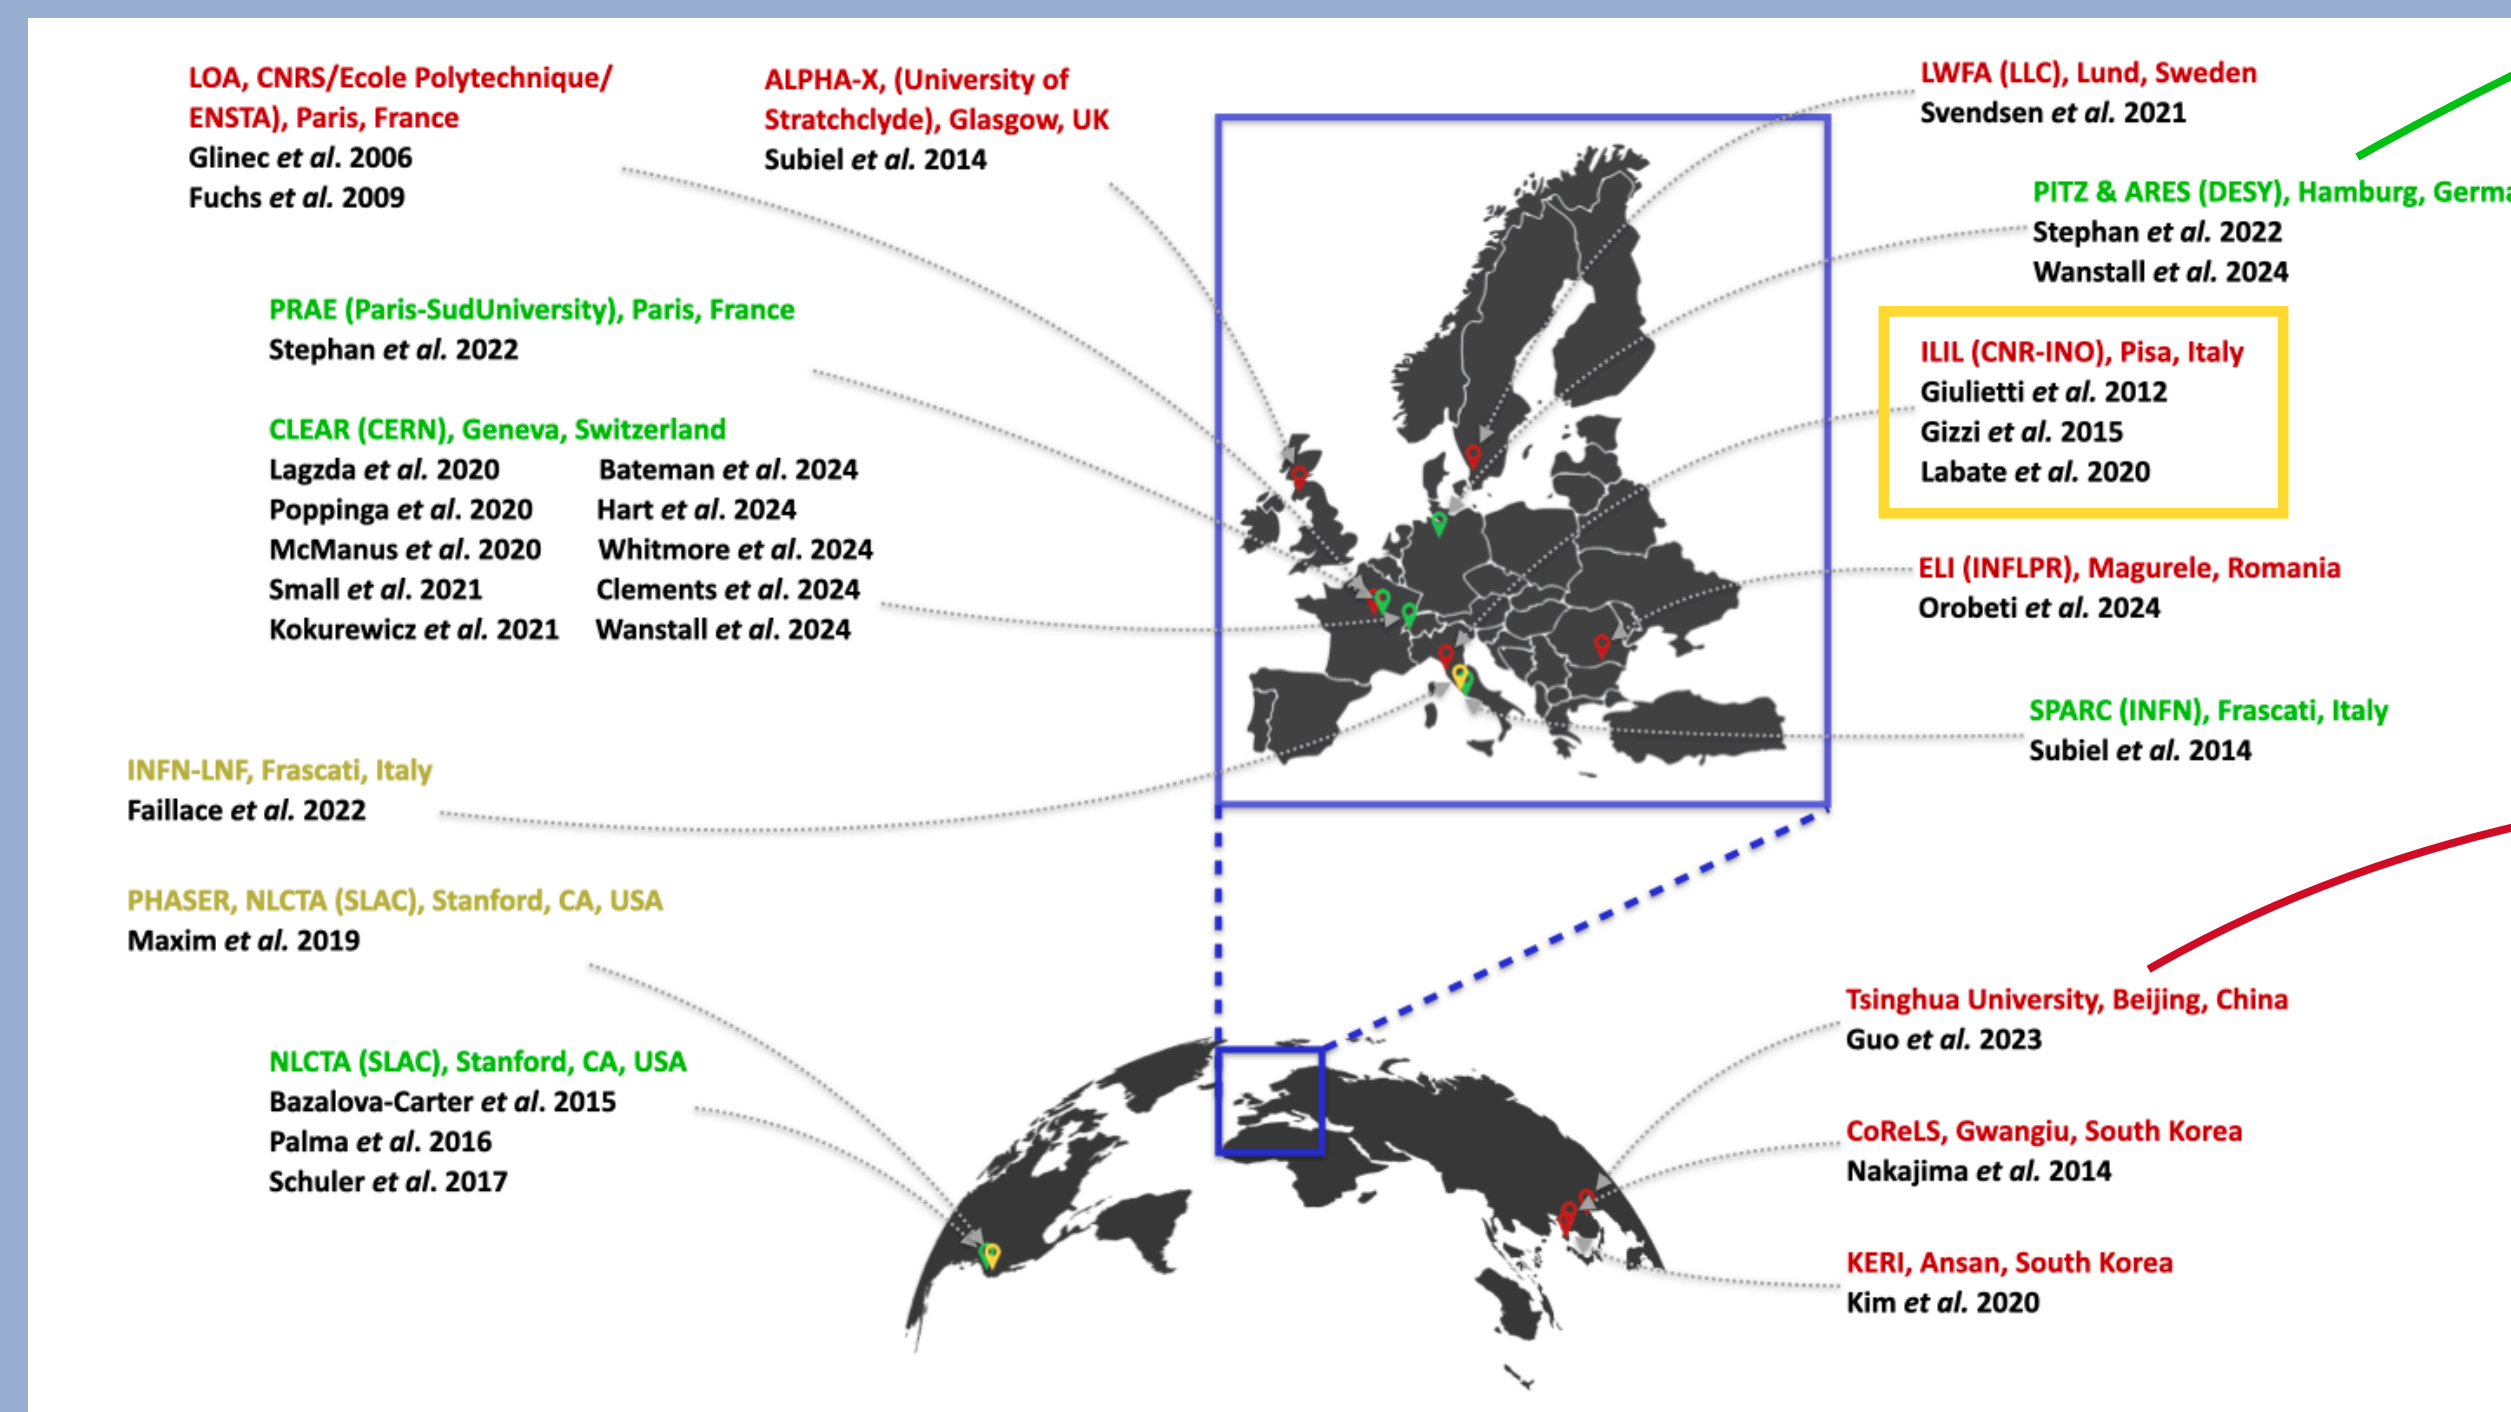 LOA, CNRS/Ecole Polytechnique/
ENSTA), Paris, France
Glinec et al. 2006
Fuchs et al. 2009
ALPHA-X, (University of
Stratchclyde), Glasgow, UK
Subiel et al. 2014
PRAE (Paris-SudUniversity), Paris, France
Stephan et al. 2022
CLEAR (CERN), Geneva, Switzerland
Lagzda et al. 2020 Bateman et al. 2024
Poppinga et al. 2020 Hart et al. 2024
McManus et al. 2020 Whitmore et al. 2024
Small et al. 2021 Clements et al. 2024
Kokurewicz et al. 2021 Wanstall et al. 2024
INFN-LNF, Frascati, Italy
Faillace et al. 2022
PHASER, NLCTA (SLAC), Stanford, CA, USA
Maxim et al. 2019
NLCTA (SLAC), Stanford, CA, USA
Bazalova-Carter et al. 2015
Palma et al. 2016
Schuler et al. 2017
LWFA (LLC), Lund, Sweden
Svendsen et al. 2021
PITZ & ARES (DESY), Hamburg, Germa
Stephan et al. 2022
Wanstall et al. 2024
ILIL (CNR-INO), Pisa, Italy
Giulietti et al. 2012
Gizzi et al. 2015
Labate et al. 2020
ELI (INFLPR), Magurele, Romania
Orobeti et al. 2024
SPARC (INFN), Frascati, Italy
Subiel et al. 2014
Tsinghua University, Beijing, China
Guo et al. 2023
CoReLS, Gwangiu, South Korea
Nakajima et al. 2014
KERI, Ansan, South Korea
Kim et al. 2020